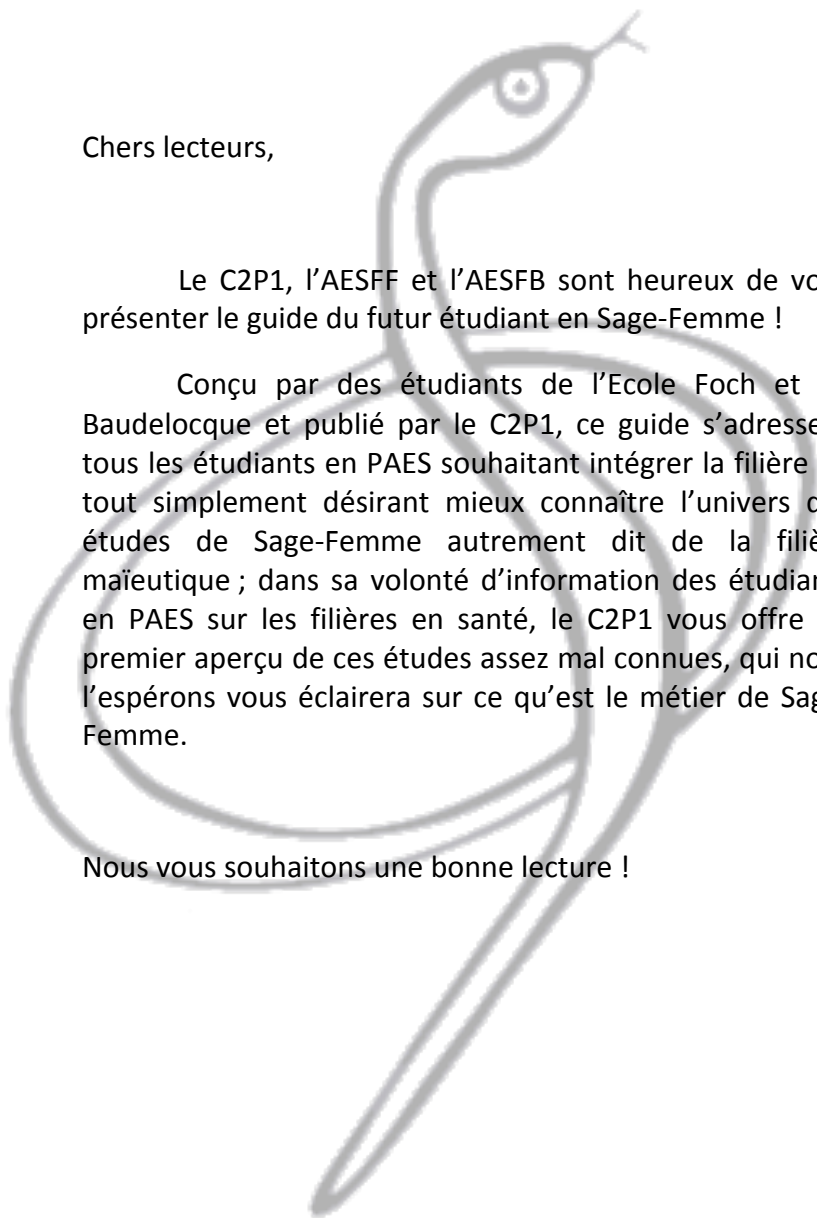 Chers lecteurs,
Le C2P1, l’AESFF et l’AESFB sont heureux de vo
présenter le guide du futur étudiant en Sage-Femme !
Conçu par des étudiants de l’Ecole Foch et
Baudelocque et publié par le C2P1, ce guide s’adresse
tous les étudiants en PAES souhaitant intégrer la filière
tout simplement désirant mieux connaître l’univers d
études de Sage-Femme autrement dit de la filiè
maïeutique ; dans sa volonté d’information des étudian
en PAES sur les filières en santé, le C2P1 vous offre
premier aperçu de ces études assez mal connues, qui no
l’espérons vous éclairera sur ce qu’est le métier de Sag
Femme.
Nous vous souhaitons une bonne lecture !